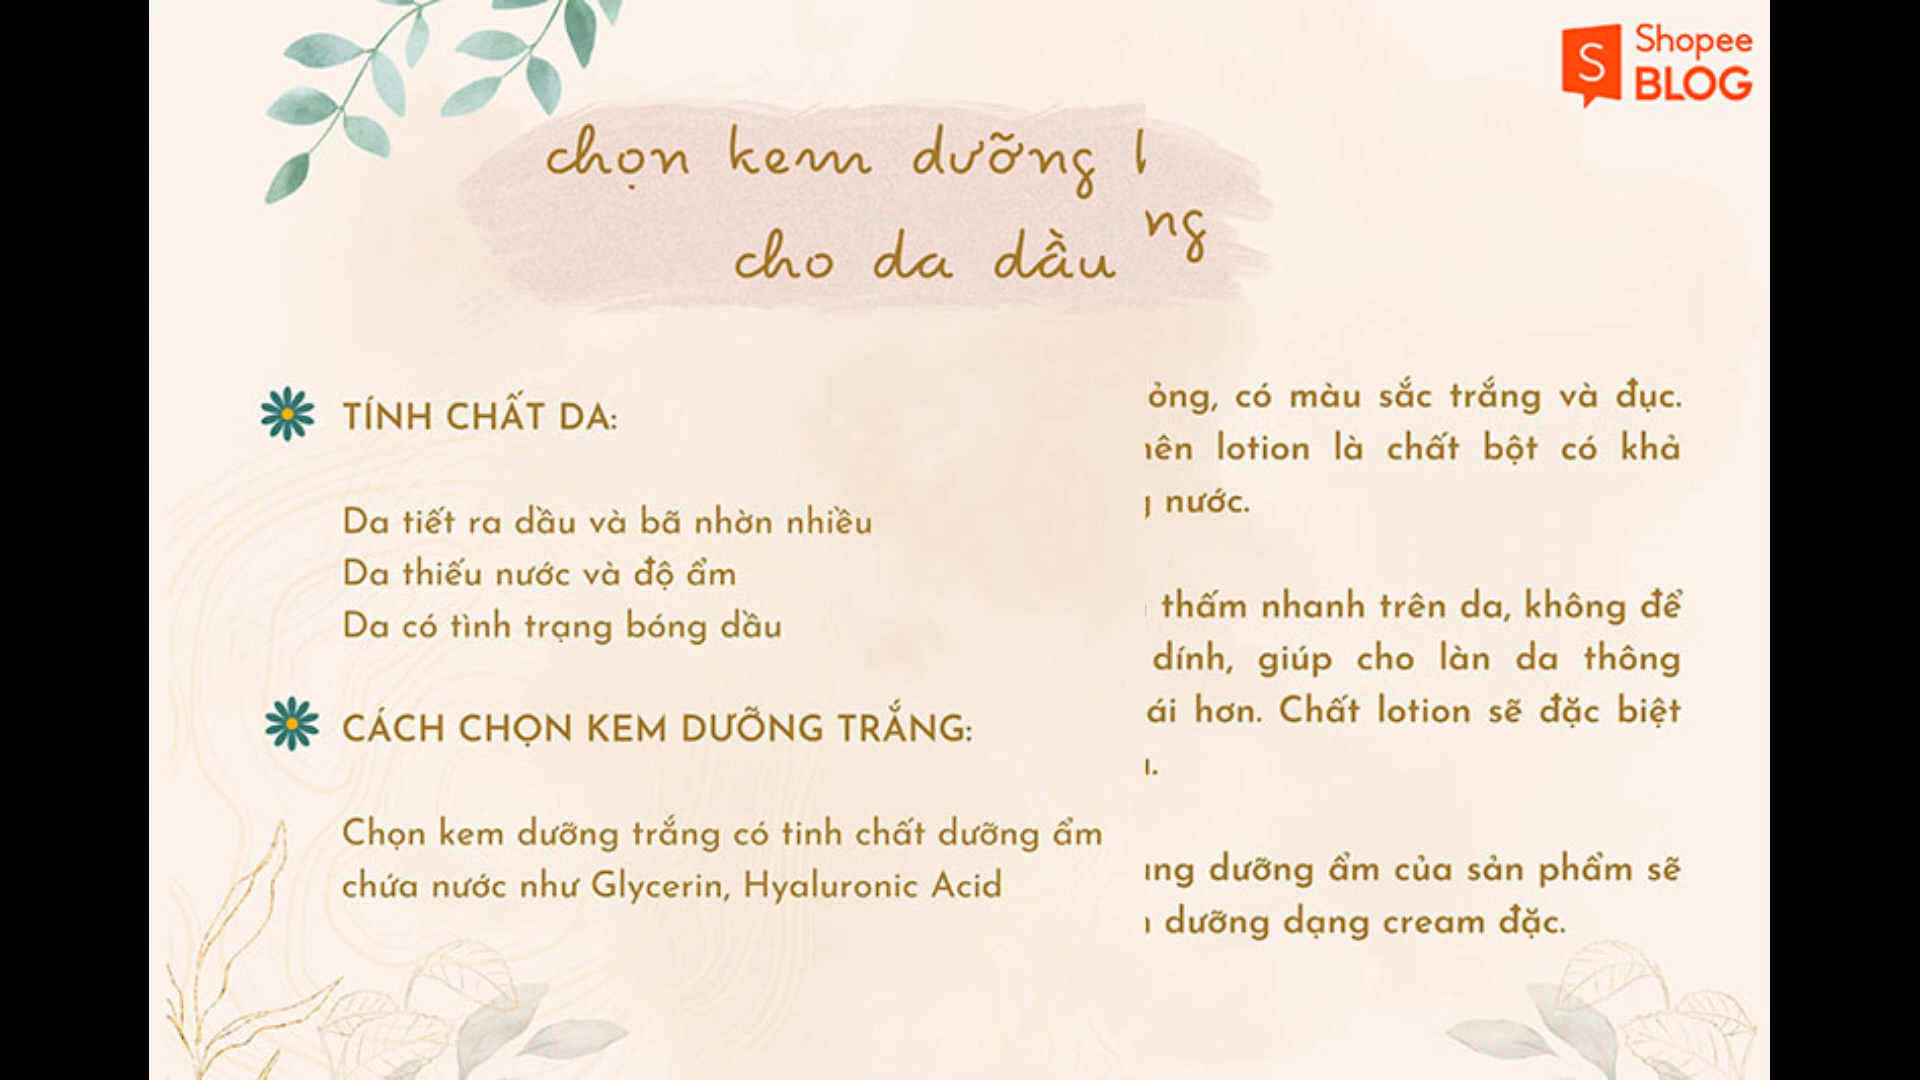 Shopee
BLOG
chọn kem dưỡng
cho da dầu
TÍNH CHẤT DA:
Da tiết ra dầu và bã nhờn nhiều
Da thiếu nước và độ ẩm
Da có tình trạng bóng dầu
CÁCH CHỌN KEM DƯỠNG TRẮNG:
Chọn kem dưỡng trắng có tinh chất dưỡng ẩm
chứa nước như Glycerin, Hyaluronic Acid
ng
có màu sắc trắng và đục.
lotion là chất bột có khả
nước.
thấm nhanh trên da, không để
dính, giúp cho làn da thông
hơn. Chất lotion sẽ đặc biệt
dưỡng ẩm của sản phẩm sẽ
dưỡng dạng cream đặc.